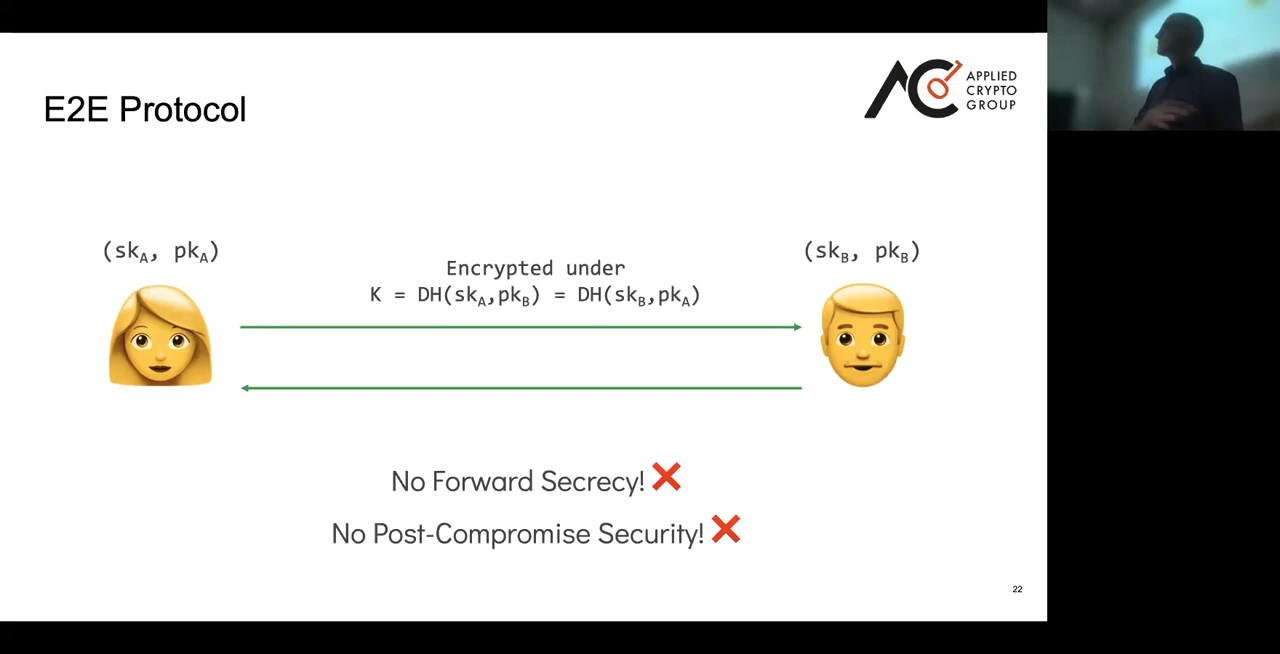 E2E Protocol
APPLIED
CRYPTO
GROUP
(skA, pkA)
(skB, pkB)
Encrypted under
K = DH(skA,pkB) = DH(skB,pkA)
No Forward Secrecy! ❌
No Post-Compromise Security! ❌
22